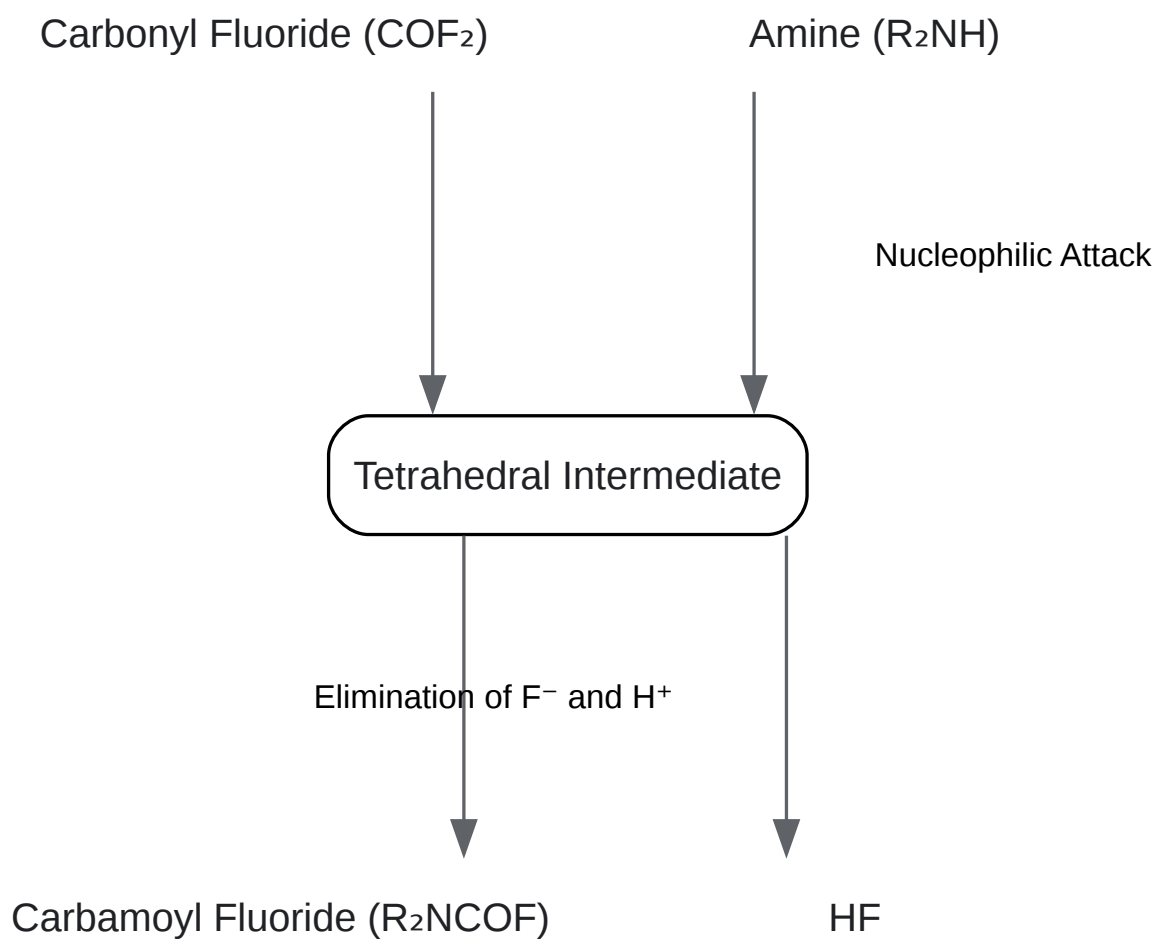 Carbonyl Fluoride (COF₂)
Amine (R₂NH)
Nucleophilic Attack
Tetrahedral Intermediate
Elimination of F⁻ and H⁺
Carbamoyl Fluoride (R₂NCOF)
HF